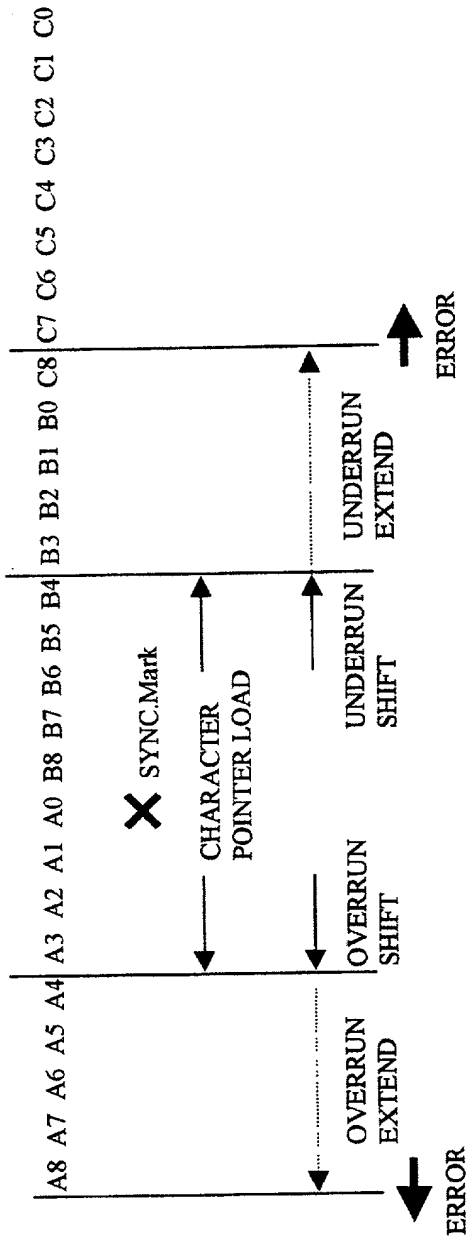 A8 A7 A6 A5 A4 A3 A2 A1 A0 B8 B7 B6 B5 B4 B3 B2 B1 B0 C8 C7 C6 C5 C4 C3 C2 C1 C0
SYNC.Mark
CHARACTER
POINTER LOAD
OVERRUN
EXTEND
OVERRUN
SHIFT
UNDERRUN
SHIFT
UNDERRUN
EXTEND
ERROR
ERROR